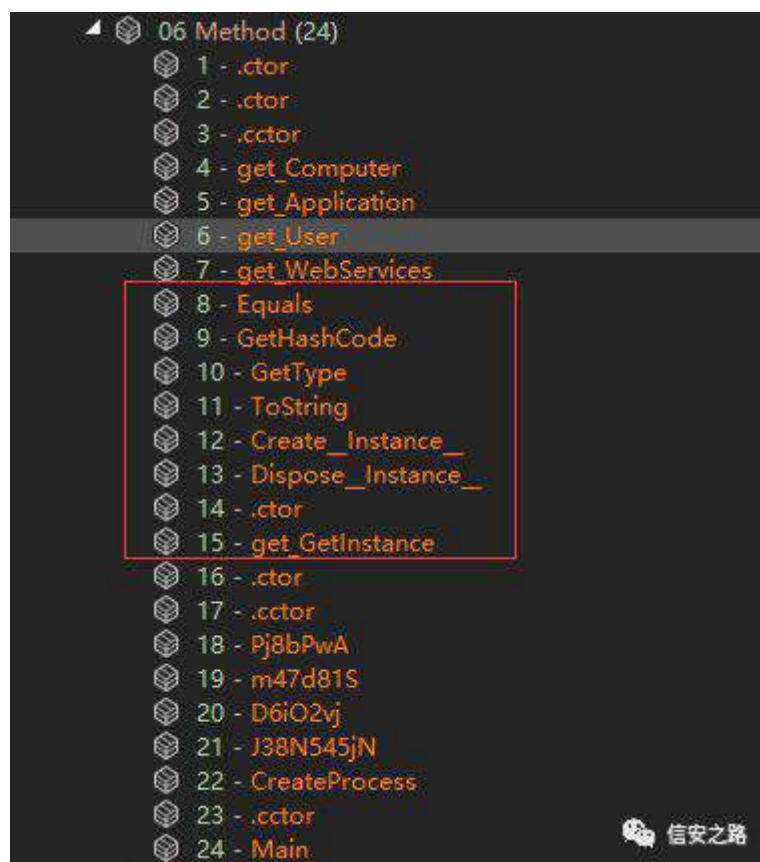 06 Method (24)
1 - .ctor
2 - .ctor
3 - .cctor
4 - get_Computer
5 - get_Application
6 - get_User
7 - get_WebServices
8 - Equals
9 - GetHashCode
10 - GetType
11 - ToString
12 - Create__Instance__
13 - Dispose__Instance__
14 - .ctor
15 - get_GetInstance
16 - .ctor
17 - .cctor
18 - Pj8bPwA
19 - m47d81S
20 - D6iO2vj
21 - J38N545jN
22 - CreateProcess
23 - .cctor
24 - Main
信安之路